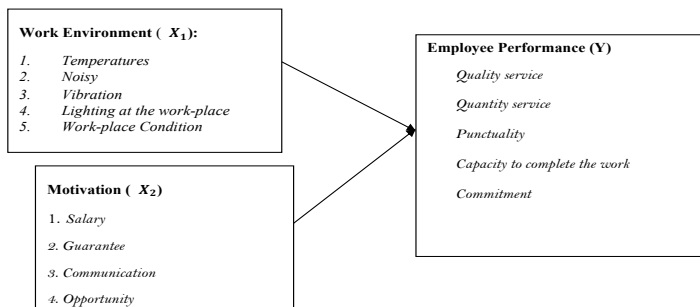 Work Environment ( X₁):
1. Temperatures
2. Noisy
3. Vibration
4. Lighting at the work-place
5. Work-place Condition
Motivation ( X₂)
1. Salary
2. Guarantee
3. Communication
4. Opportunity
Employee Performance (Y)
Quality service
Quantity service
Punctuality
Capacity to complete the work
Commitment